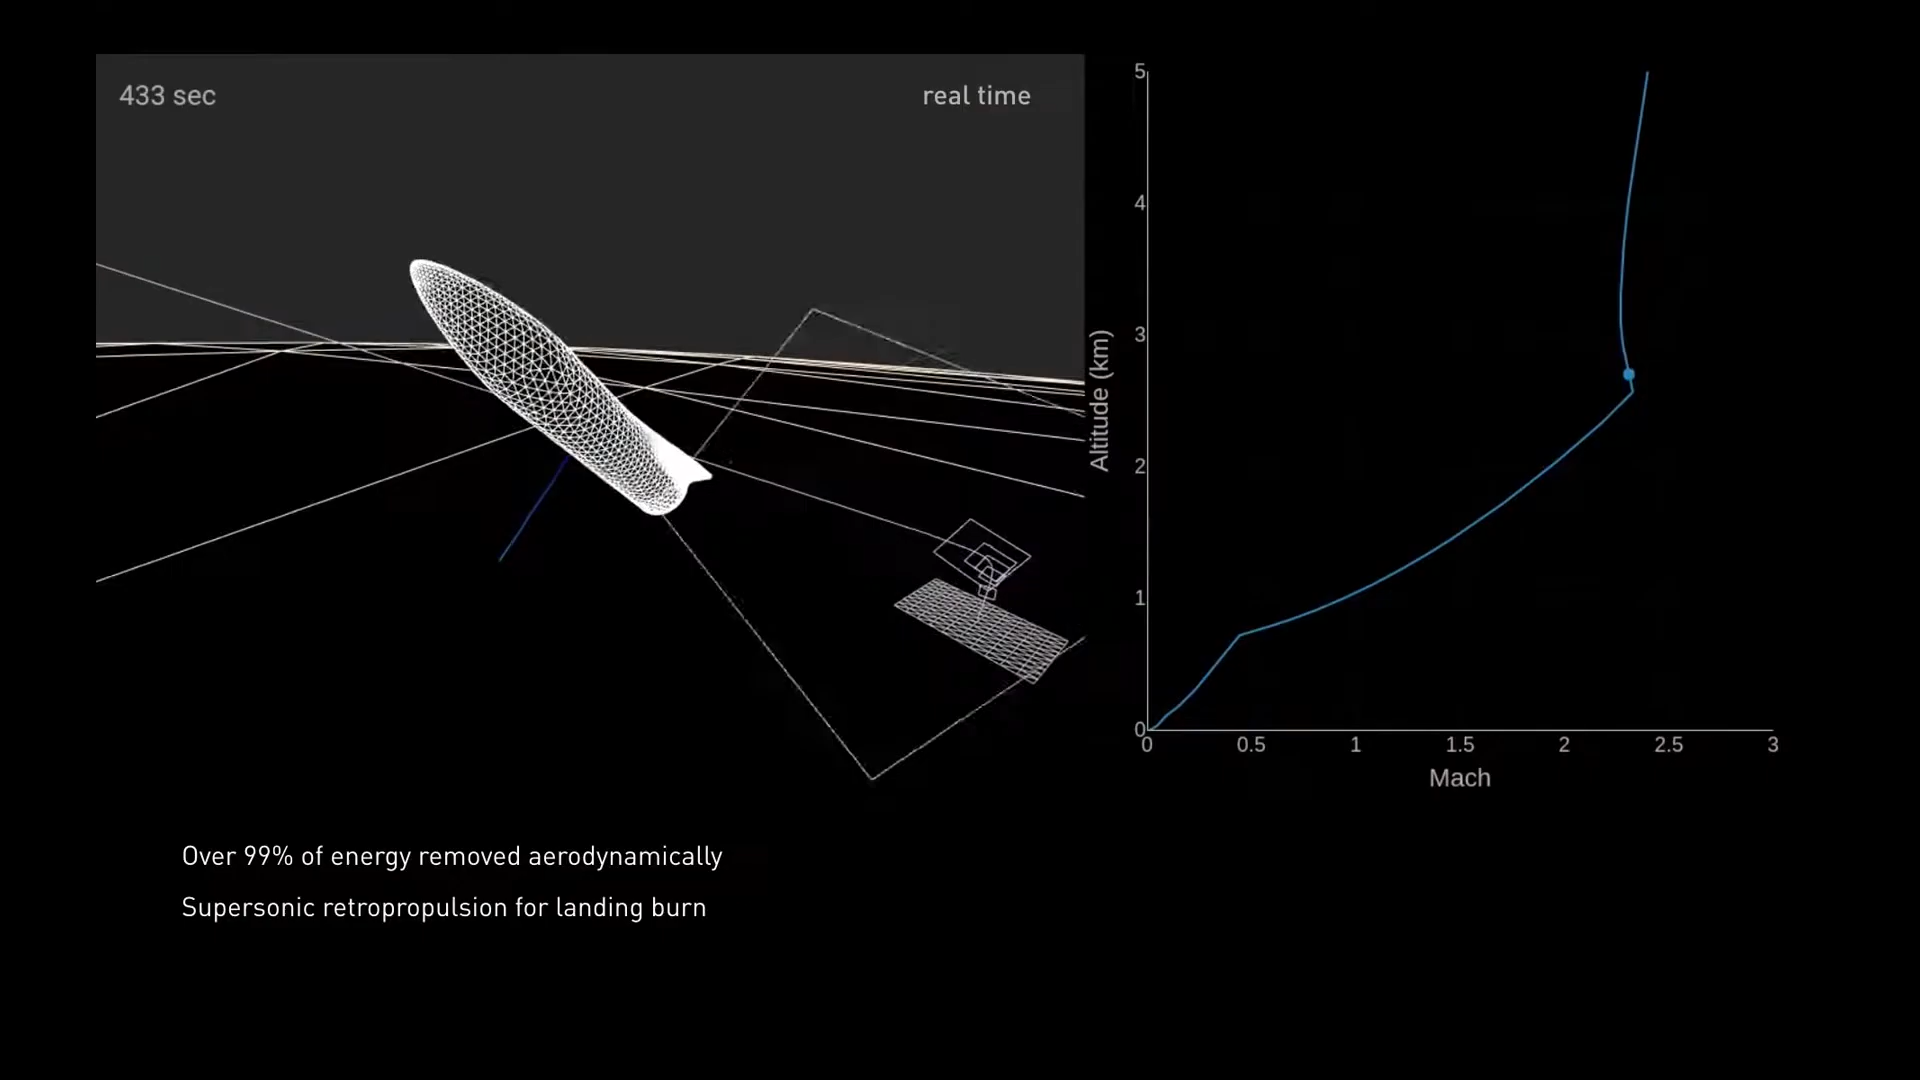 433 sec
real time
5
4
3
2
1
0
Altitude (km)
0 0.5 1 1.5 2 2.5 3
Mach
Over 99% of energy removed aerodynamically
Supersonic retropropulsion for landing burn